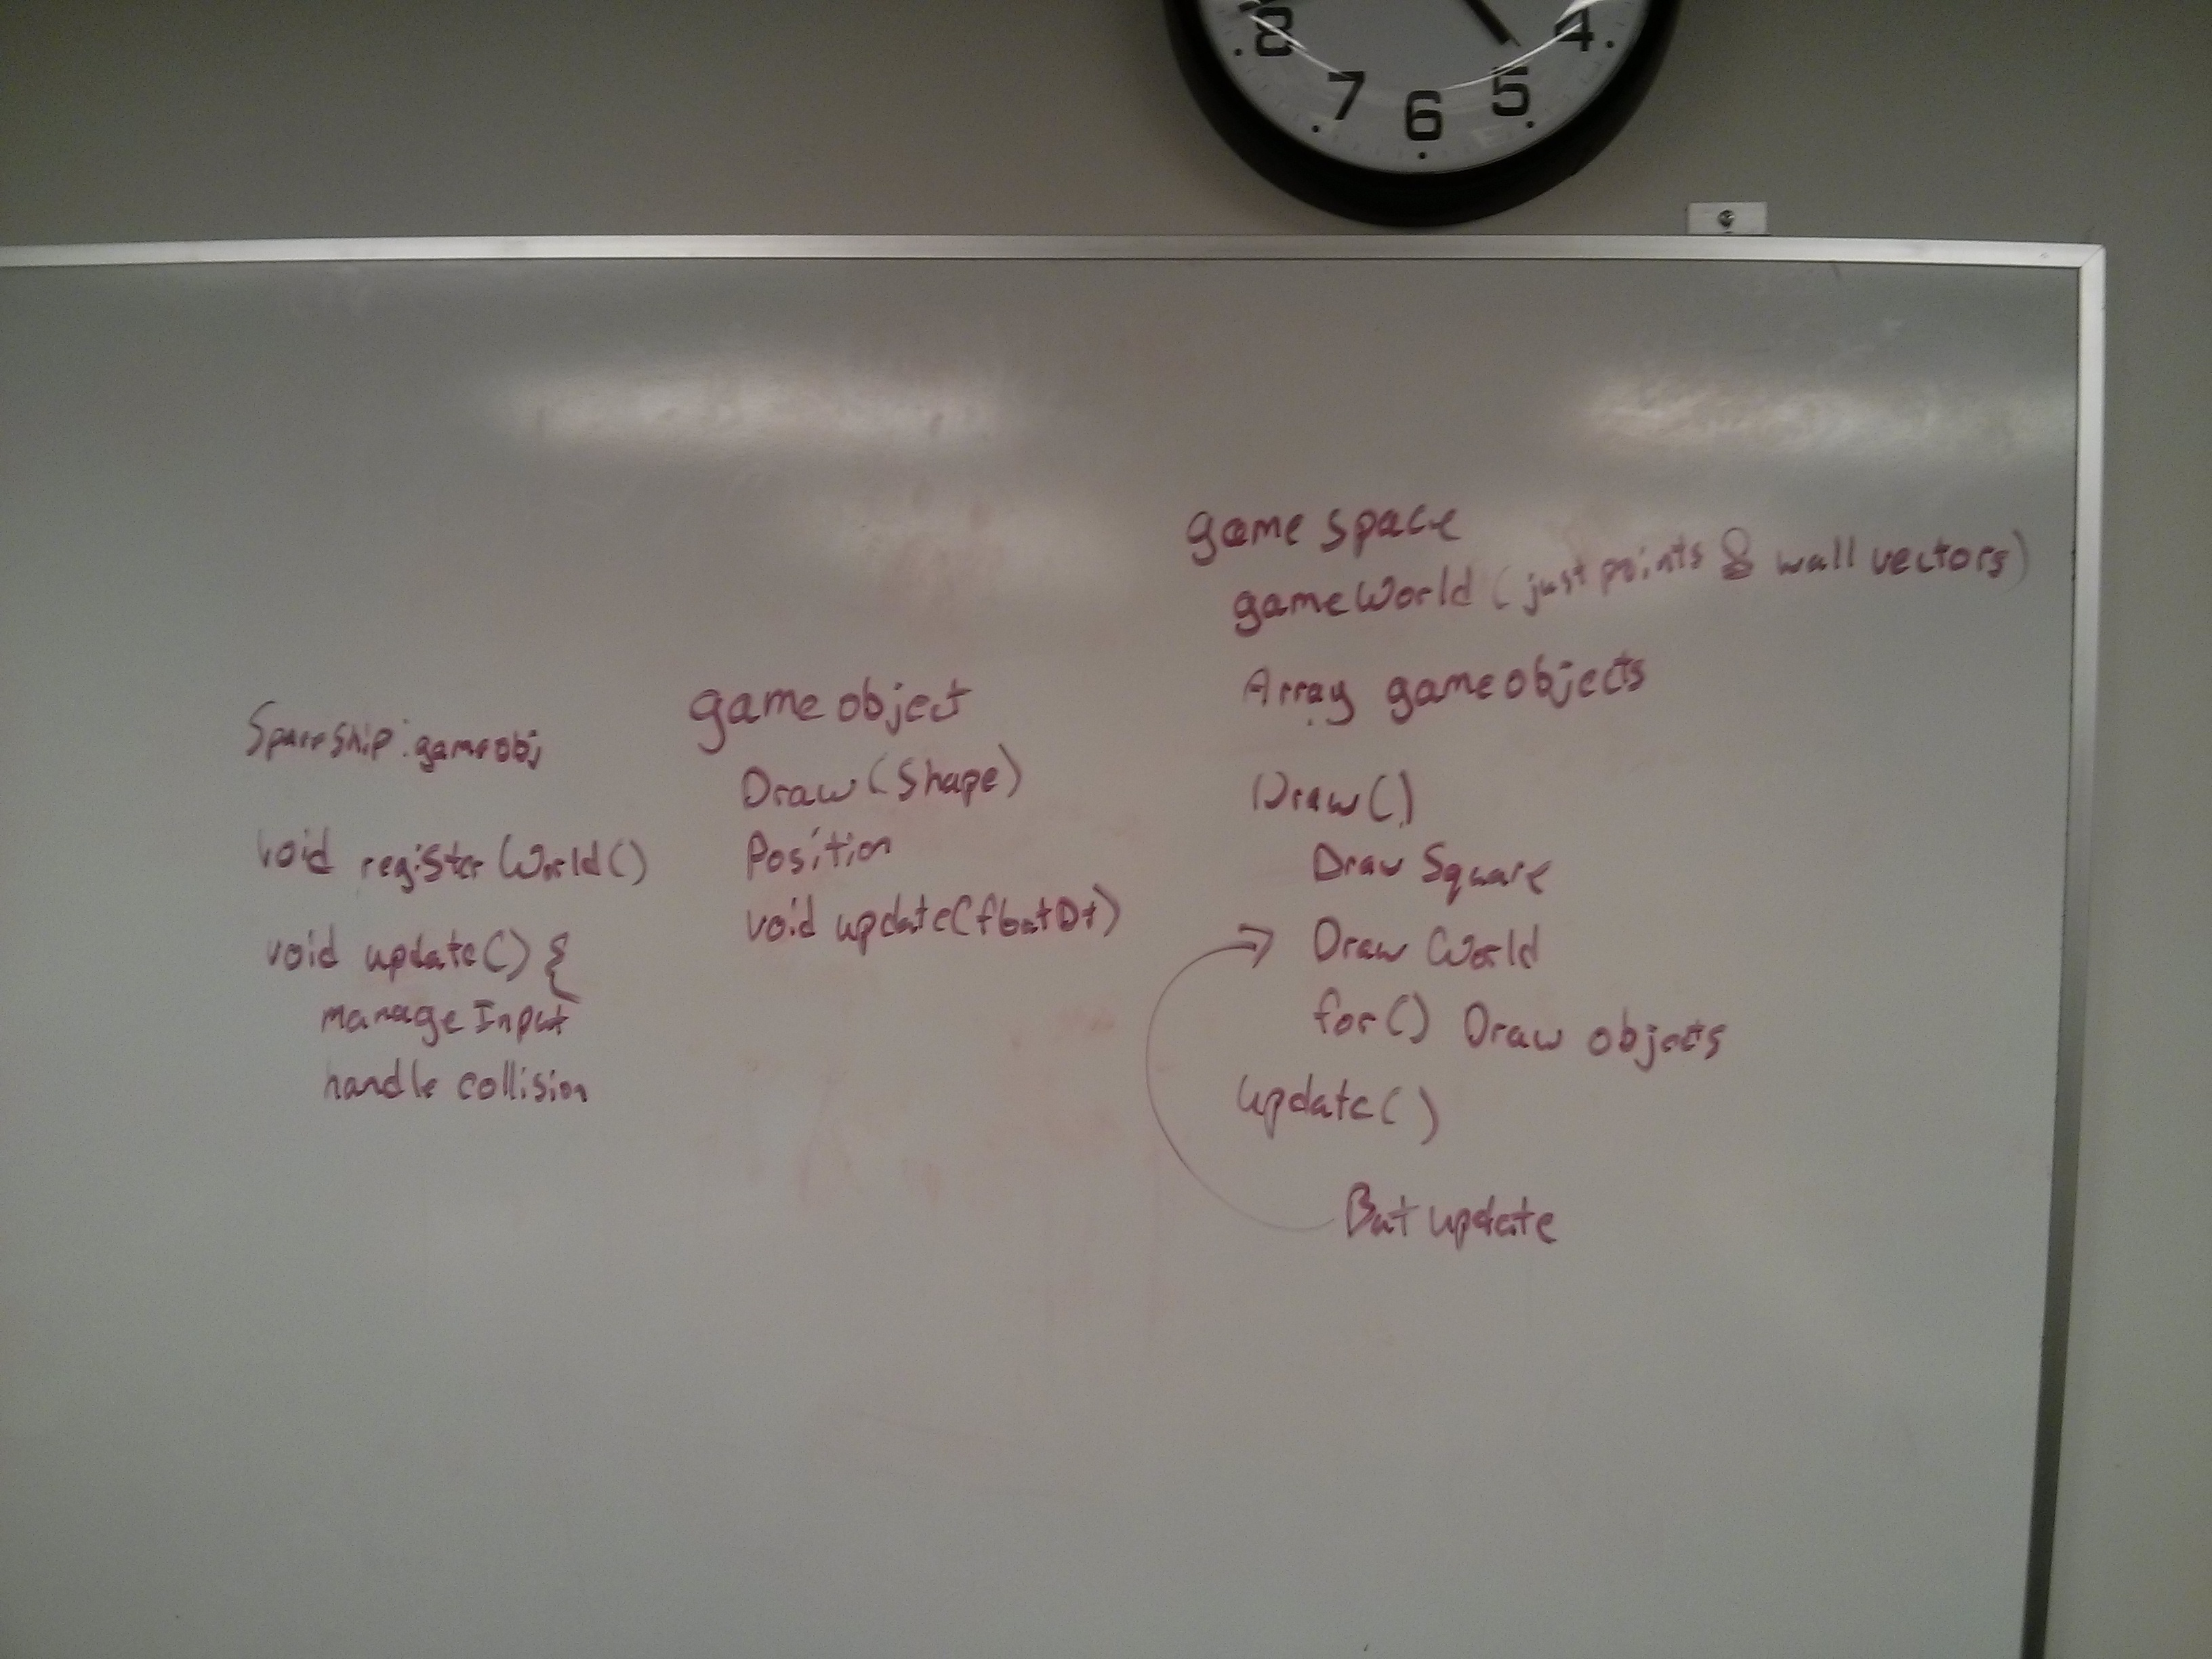 8 7 6 5 4
Spaceship:gameobj
void registerWorld()
void update() {
manage Input
handle collision
game object
Draw(Shape)
Position
void update(float Dt)
game space
gameWorld (just points & wall vectors)
Array gameobjects
Draw()
Draw Square
Draw World
for() Draw objects
update()
But update